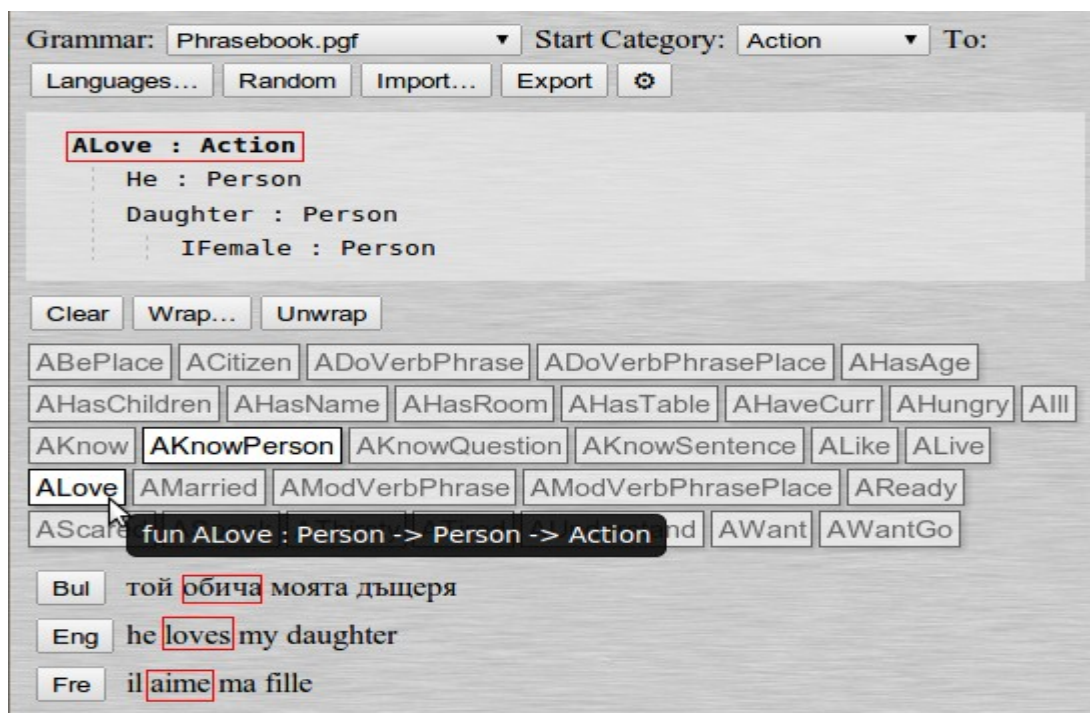 Grammar: Phrasebook.pgf Start Category: Action To:
Languages... Random Import... Export
ALove : Action
He : Person
Daughter : Person
IFemale : Person
Clear Wrap... Unwrap
ABePlace ACitizen ADoVerbPhrase ADoVerbPhrasePlace AHasAge
AHasChildren AHasName AHasRoom AHasTable AHaveCurr AHungry AIll
AKnow AKnowPerson AKnowQuestion AKnowSentence ALike ALive
ALove AMarried AModVerbPhrase AModVerbPhrasePlace AReady
AWant AWantGo
fun ALove : Person -> Person -> Action
Bul той обича моята дъщеря
Eng he loves my daughter
Fre il aime ma fille